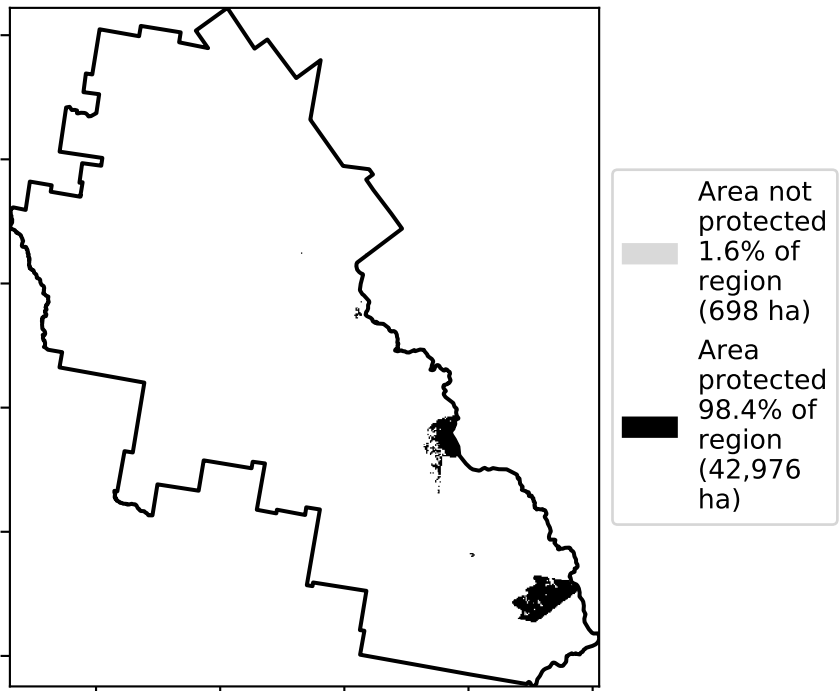 Area not
protected
1.6% of
region
(698 ha)
Area
protected
98.4% of
region
(42,976
ha)